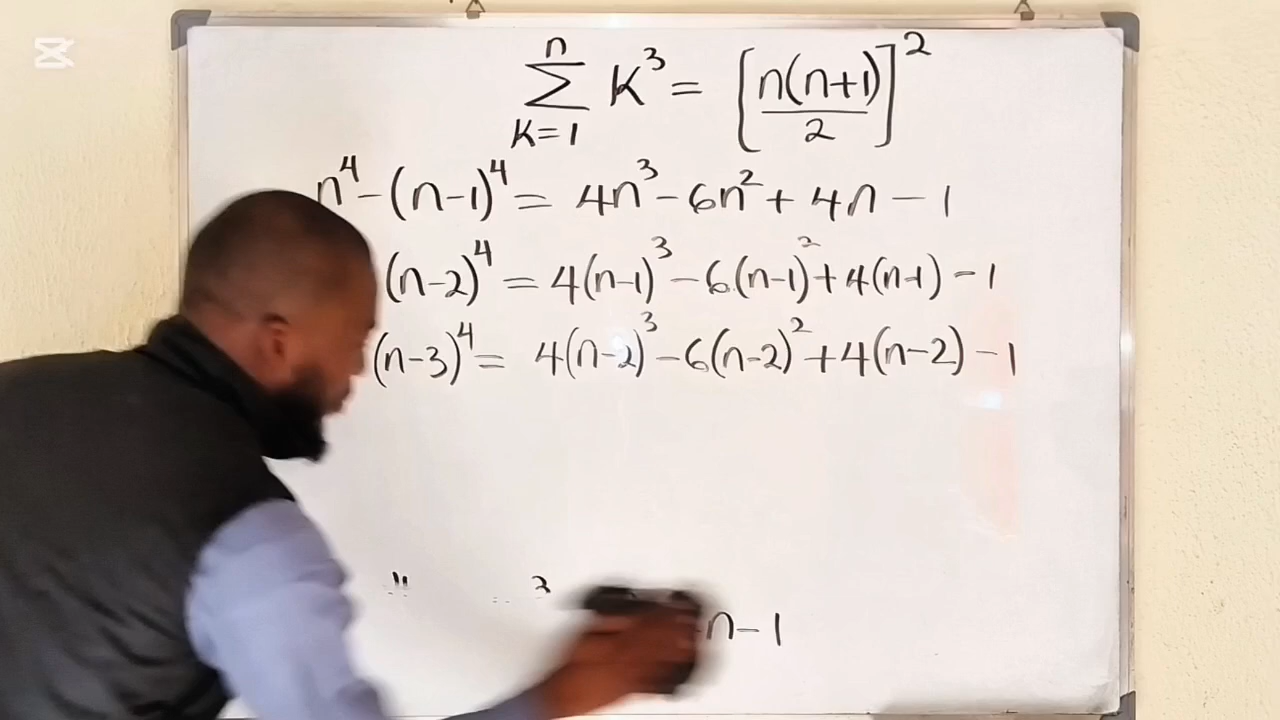 n
∑ K³ = [n(n+1)/2]²
K=1
n⁴-(n-1)⁴ = 4n³-6n²+4n-1
(n-2)⁴ = 4(n-1)³-6(n-1)²+4(n-1)-1
(n-3)⁴ = 4(n-2)³-6(n-2)²+4(n-2)-1
n-1